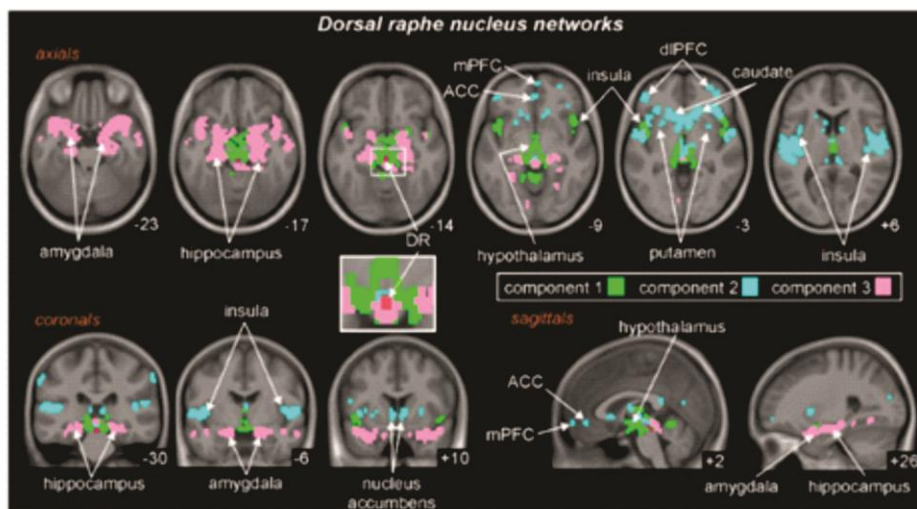 Dorsal raphe nucleus networks
axials
mPFC
ACC
insula
dlPFC
caudate
-23
-17
-14
-9
-3
+6
amygdala
hippocampus
DR
hypothalamus
putamen
insula
component 1 component 2 component 3
coronals
insula
sagittals
hypothalamus
ACC
mPFC
-30
-6
+10
+2
+26
hippocampus
amygdala
nucleus
accumbens
amygdala
hippocampus